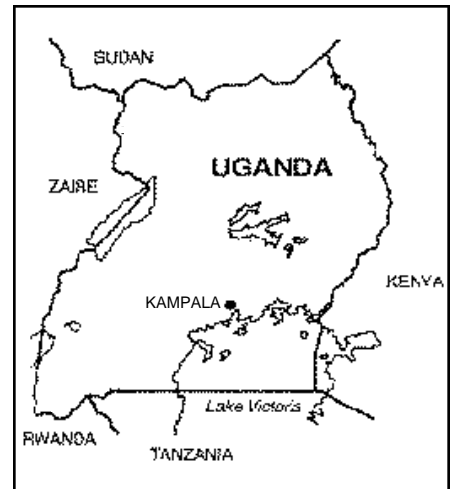 SUDAN
UGANDA
ZAIRE
KENYA
KAMPALA
Lake Victoria
RWANDA
TANZANIA